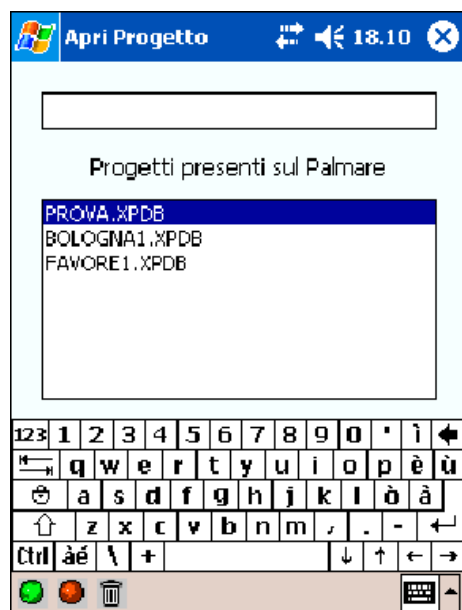 Apri Progetto 18.10
Progetti presenti sul Palmare
PROVA.XPDB
BOLOGNA1.XPDB
FAVORE1.XPDB
123 1 2 3 4 5 6 7 8 9 0 ' ì
q w e r t y u i o p è ù
a s d f g h j k l ò à
z x c v b n m , . -
Ctrl àé \ +